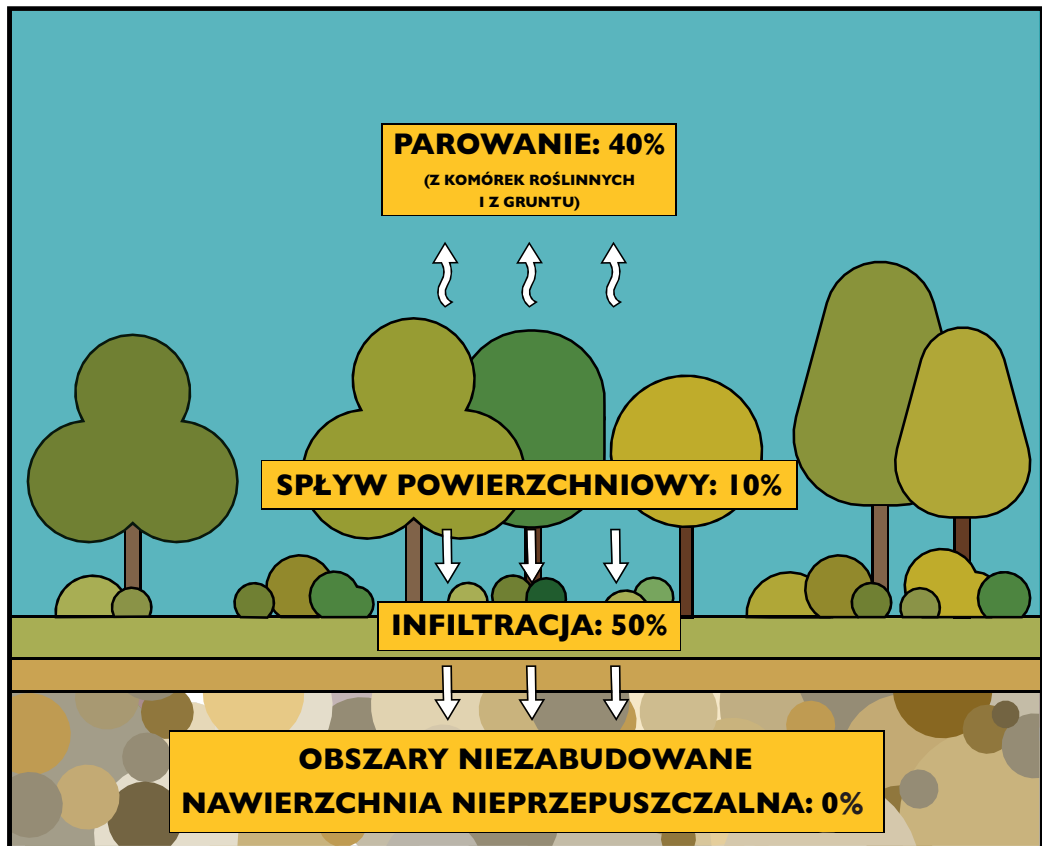 PAROWANIE: 40%
(Z KOMÓREK ROŚLINNYCH
I Z GRUNTU)
SPŁYW POWIERZCHNIOWY: 10%
INFILTRACJA: 50%
OBSZARY NIEZABUDOWANE
NAWIERZCHNIA NIEPRZEPUSZCZALNA: 0%